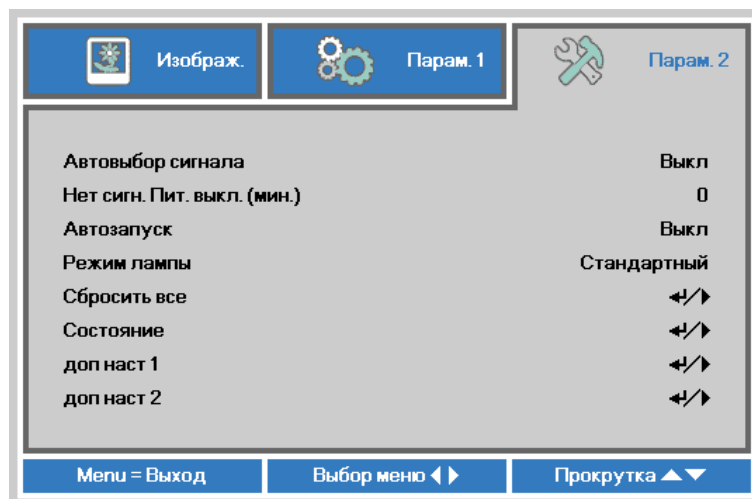 Изображ. Парам. 1 Парам. 2
Автовыбор сигнала Выкл
Нет сигн. Пит. выкл. (мин.) 0
Автозапуск Выкл
Режим лампы Стандартный
Сбросить все ↵/▶
Состояние ↵/▶
доп наст 1 ↵/▶
доп наст 2 ↵/▶
Menu = Выход Выбор меню ◀▶ Прокрутка ▲▼